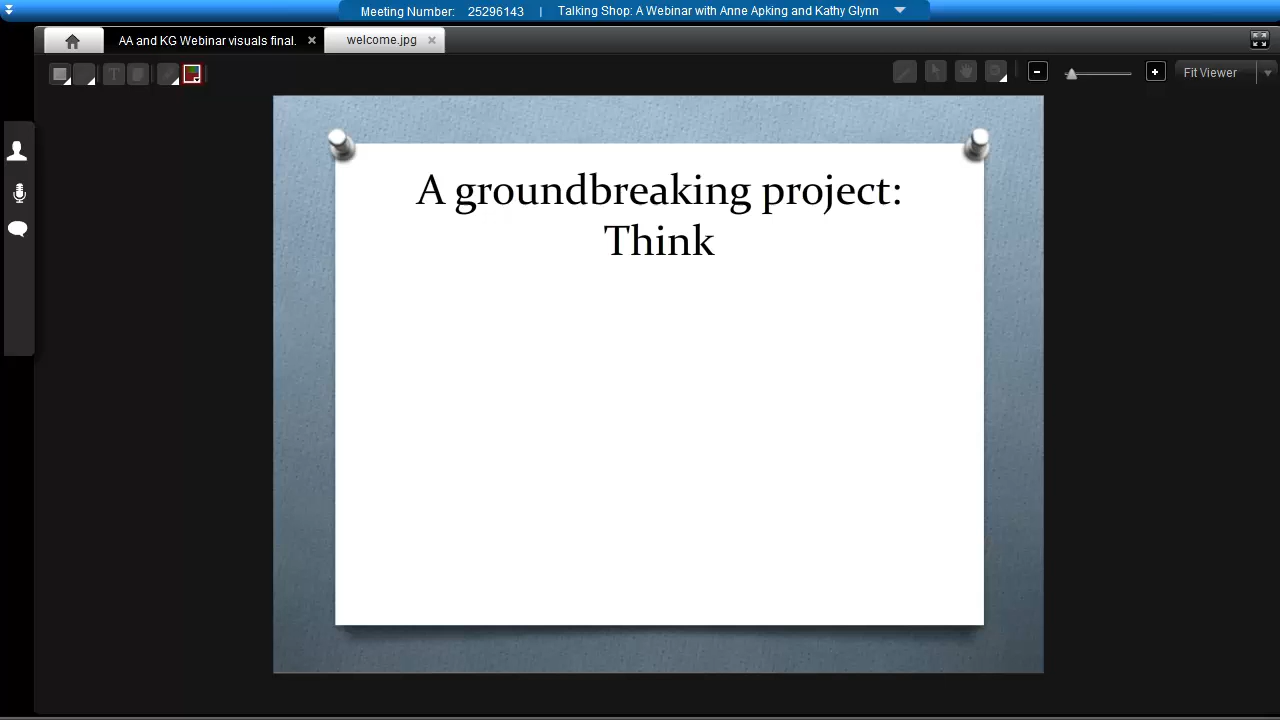 Meeting Number: 25296143 | Talking Shop: A Webinar with Anne Apking and Kathy Glynn
AA and KG Webinar visuals final.
welcome.jpg
T
Fit Viewer
A groundbreaking project:
Think